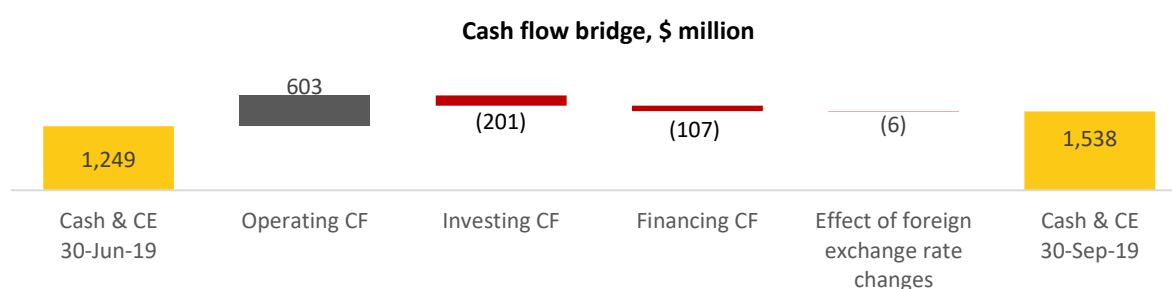 Cash flow bridge, $ million
603
(201)
(107)
(6)
1,249
1,538
Cash & CE
30-Jun-19
Operating CF
Investing CF
Financing CF
Effect of foreign
exchange rate
changes
Cash & CE
30-Sep-19